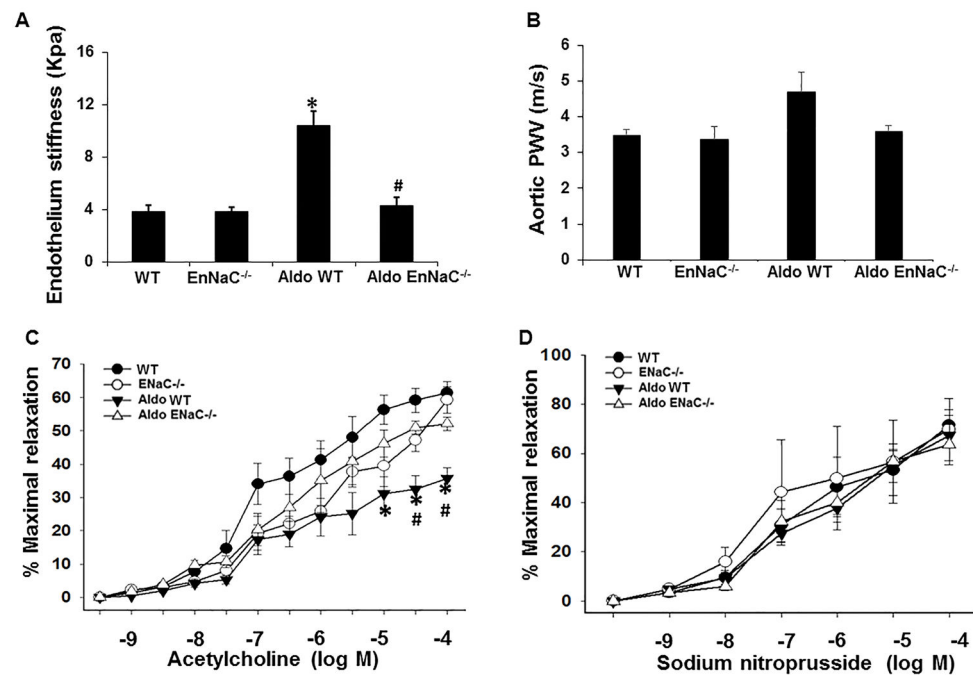 A
Endothelium stiffness (Kpa)
16
12
8
4
0
*
#
WT
EnNaC-/-
Aldo WT
Aldo EnNaC-/-
B
Aortic PWV (m/s)
6
5
4
3
2
1
0
WT
EnNaC-/-
Aldo WT
Aldo EnNaC-/-
C
% Maximal relaxation
70
60
50
40
30
20
10
0
WT
ENaC-/-
Aldo WT
Aldo ENaC-/-
* * *
# #
-9 -8 -7 -6 -5 -4
Acetylcholine (log M)
D
% Maximal relaxation
100
80
60
40
20
0
WT
ENaC-/-
Aldo WT
Aldo ENaC-/-
-9 -8 -7 -6 -5 -4
Sodium nitroprusside (log M)